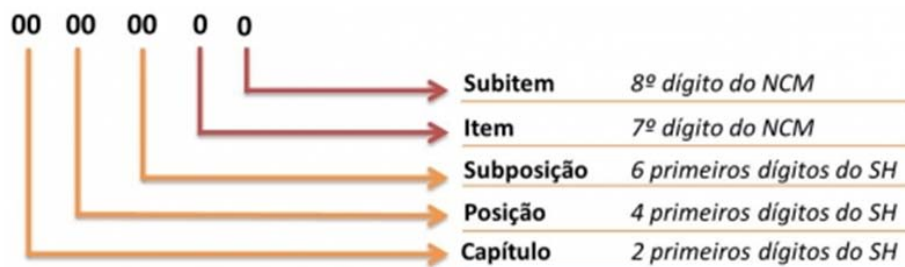 00 00 00 0 0
Subitem 8º dígito do NCM
Item 7º dígito do NCM
Subposição 6 primeiros dígitos do SH
Posição 4 primeiros dígitos do SH
Capítulo 2 primeiros dígitos do SH